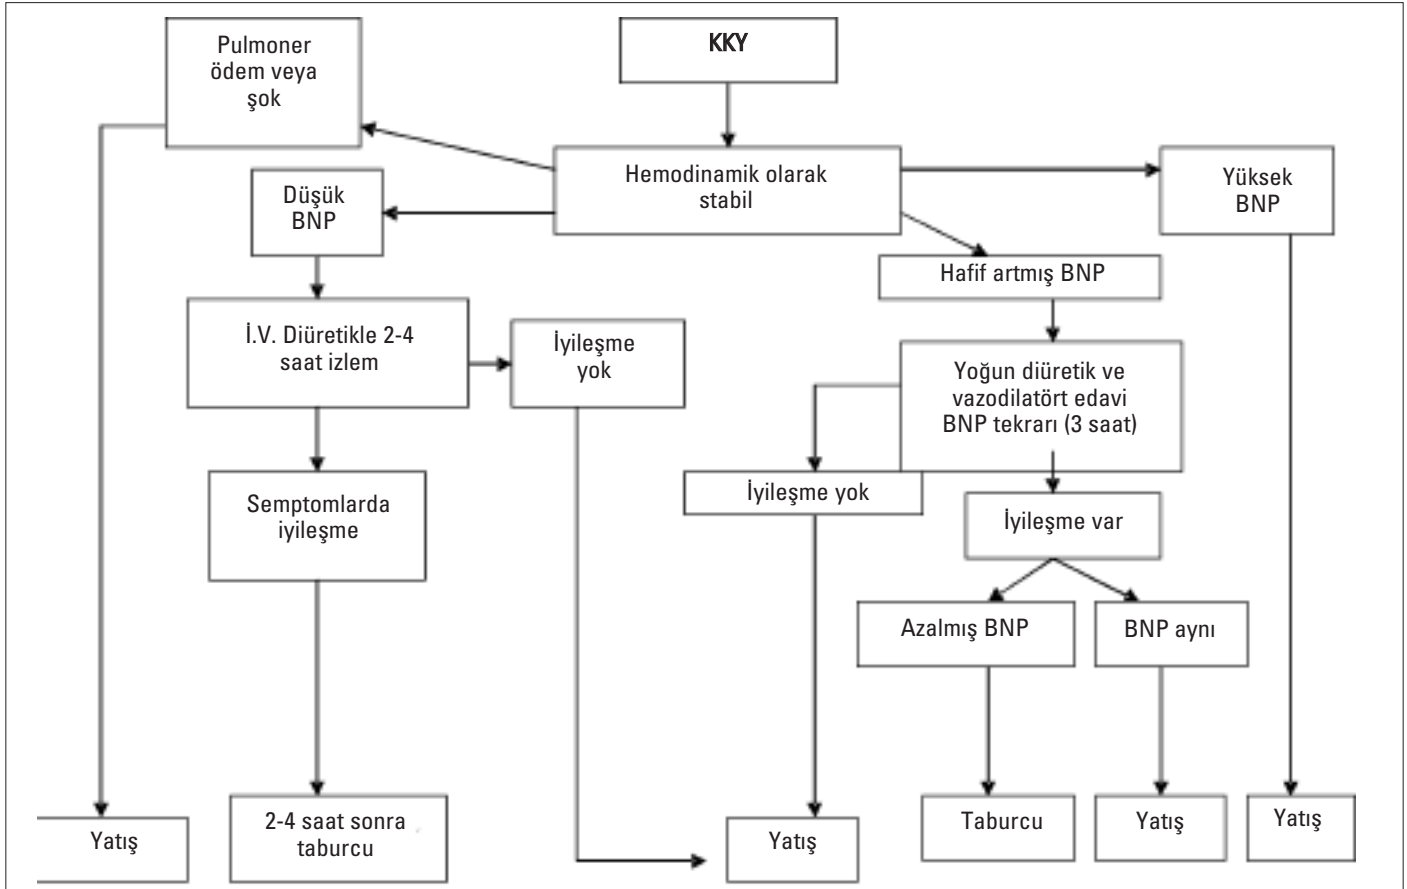 Pulmoner
ödem veya
şok
KKY
Hemodinamik olarak
stabil
Yüksek
BNP
Düşük
BNP
Hafif artmış BNP
İ.V. Diüretikle 2-4
saat izlem
İyileşme
yok
Yoğun diüretik ve
vazodilatört edavi
BNP tekrarı (3 saat)
Semptomlarda
iyileşme
İyileşme yok
İyileşme var
Azalmış BNP
BNP aynı
Yatış
2-4 saat sonra
taburcu
Yatış
Taburcu
Yatış
Yatış